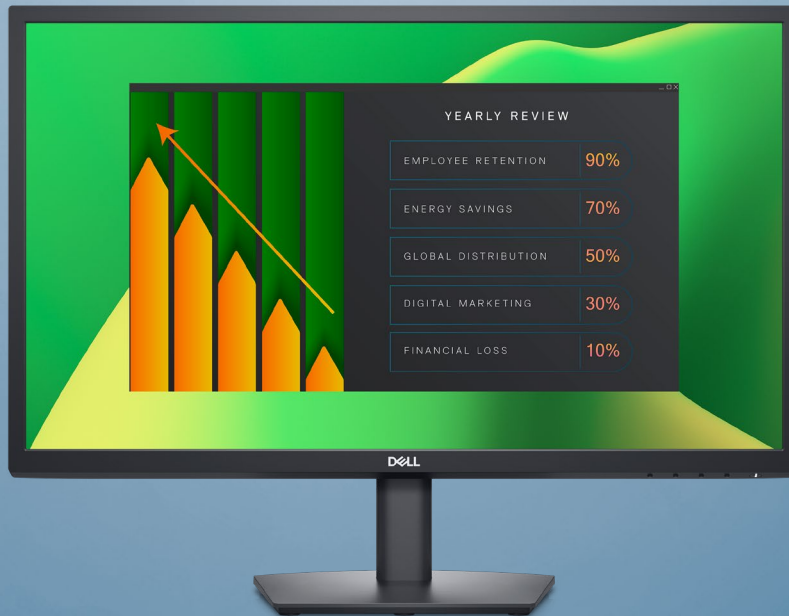 YEARLY REVIEW
EMPLOYEE RETENTION 90%
ENERGY SAVINGS 70%
GLOBAL DISTRIBUTION 50%
DIGITAL MARKETING 30%
FINANCIAL LOSS 10%
DELL